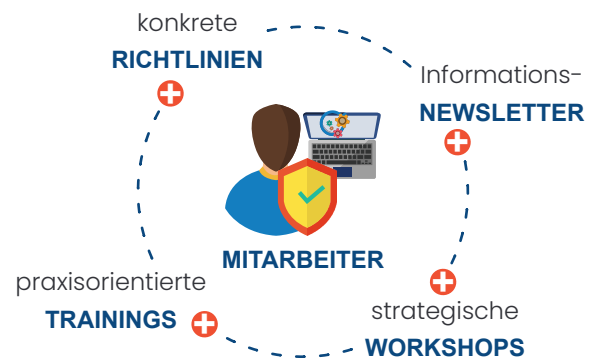 konkrete
RICHTLINIEN
Informations-
NEWSLETTER
MITARBEITER
praxisorientierte
TRAININGS
strategische
WORKSHOPS